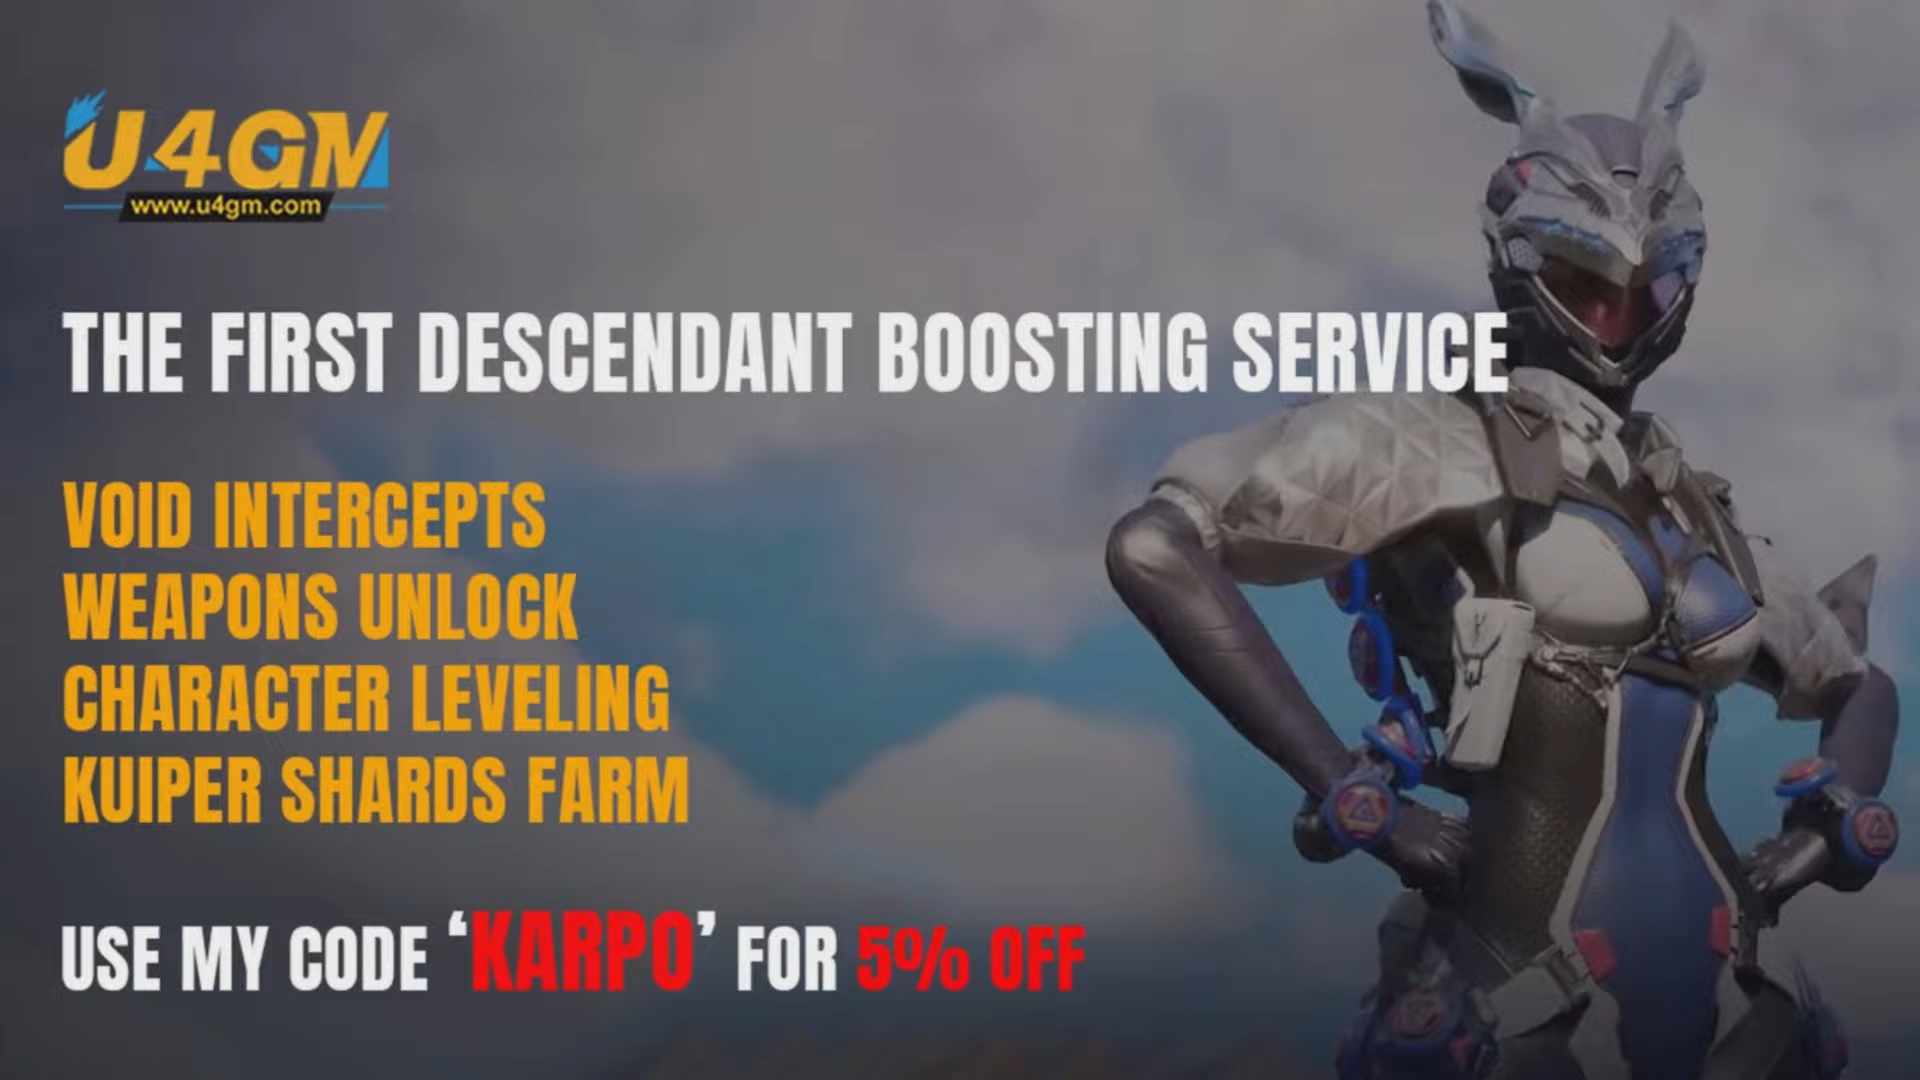 U4GM
www.u4gm.com
THE FIRST DESCENDANT BOOSTING SERVICE
VOID INTERCEPTS
WEAPONS UNLOCK
CHARACTER LEVELING
KUIPER SHARDS FARM
USE MY CODE ‘KARPO’ FOR 5% OFF